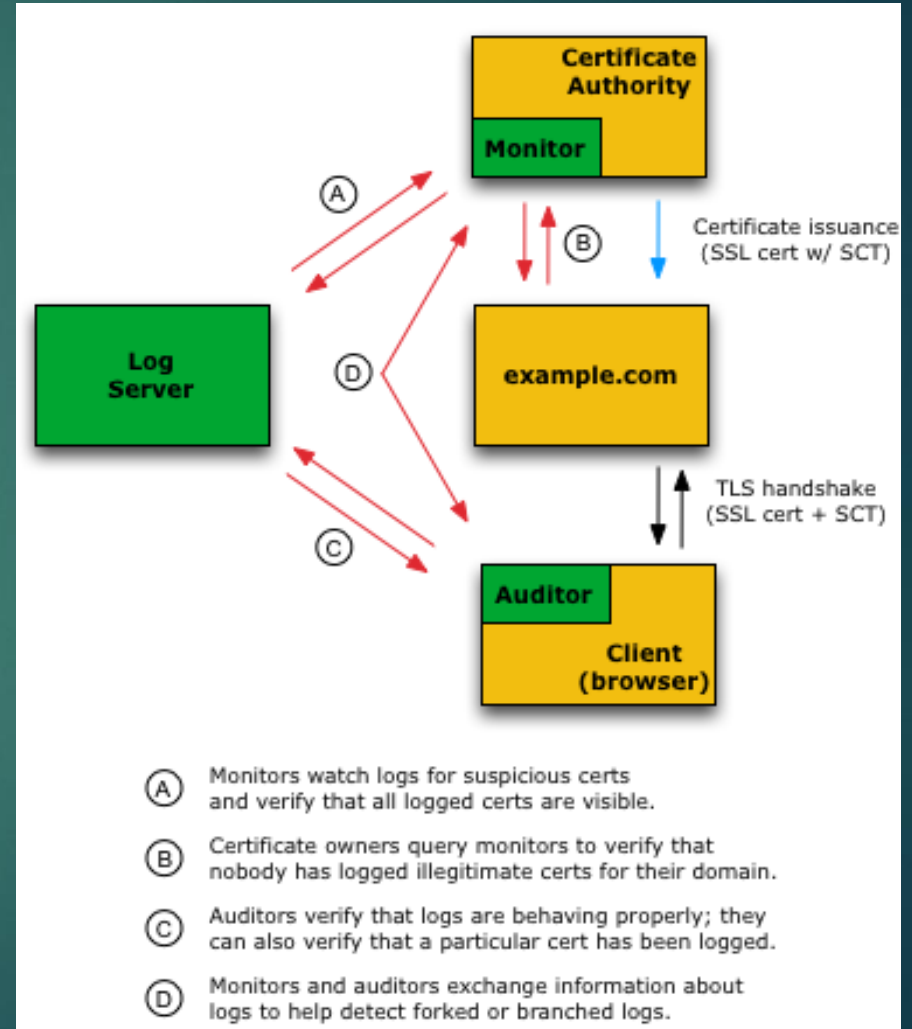 Certificate
Authority
Monitor
A
B
Certificate issuance
(SSL cert w/ SCT)
Log
Server
D
example.com
TLS handshake
(SSL cert + SCT)
C
Auditor
Client
(browser)
A Monitors watch logs for suspicious certs
and verify that all logged certs are visible.
B Certificate owners query monitors to verify that
nobody has logged illegitimate certs for their domain.
C Auditors verify that logs are behaving properly; they
can also verify that a particular cert has been logged.
D Monitors and auditors exchange information about
logs to help detect forked or branched logs.